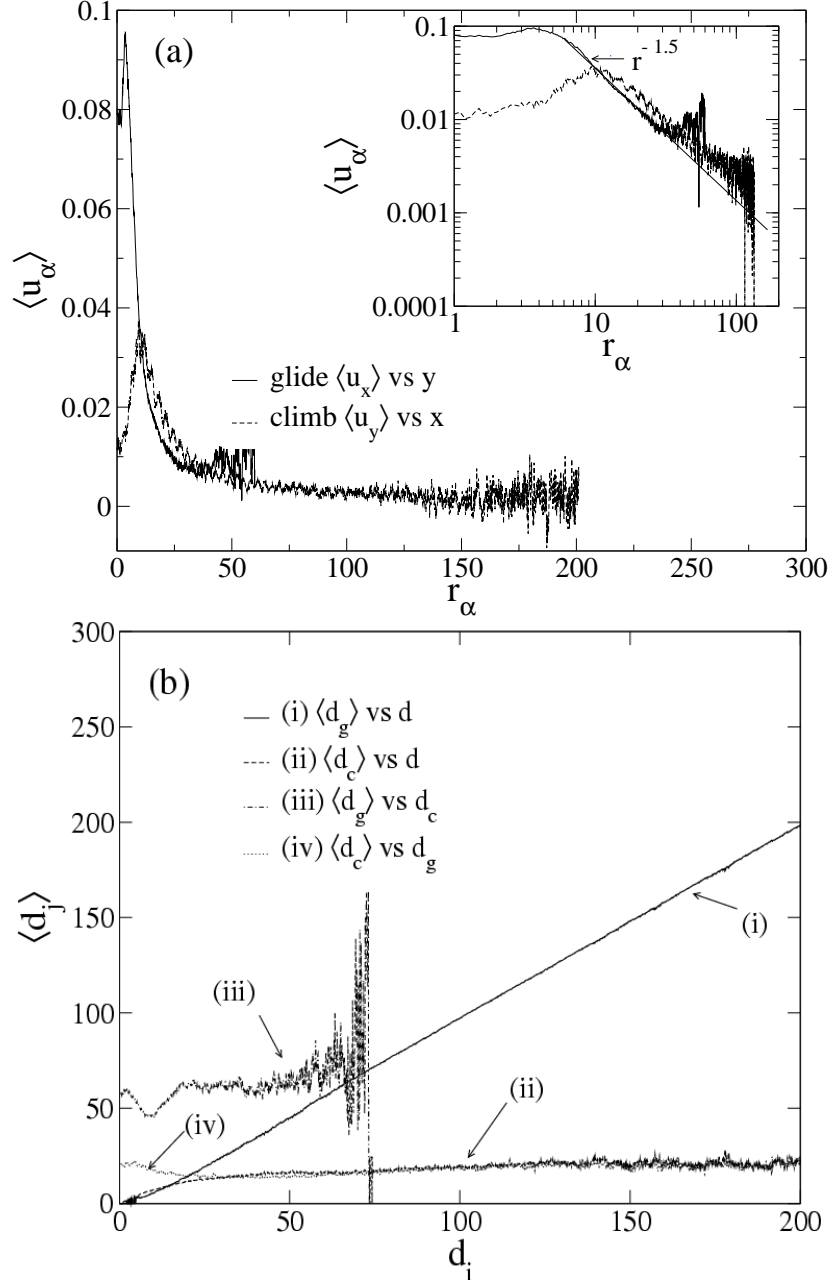 0.1
(a)
0.08
0.06
0.04
0.02
0
⟨u_α⟩
0 50 100 150 200 250 300
r_α
glide ⟨u_x⟩ vs y
climb ⟨u_y⟩ vs x
0.1
0.01
0.001
0.0001
⟨u_α⟩
r^-1.5
1 10 100
r_α
300
(b)
250
200
150
100
50
0
⟨d_j⟩
(i) ⟨d_g⟩ vs d
(ii) ⟨d_c⟩ vs d
(iii) ⟨d_g⟩ vs d_c
(iv) ⟨d_c⟩ vs d_g
(i)
(iii)
(ii)
(iv)
0 50 100 150 200
d_i